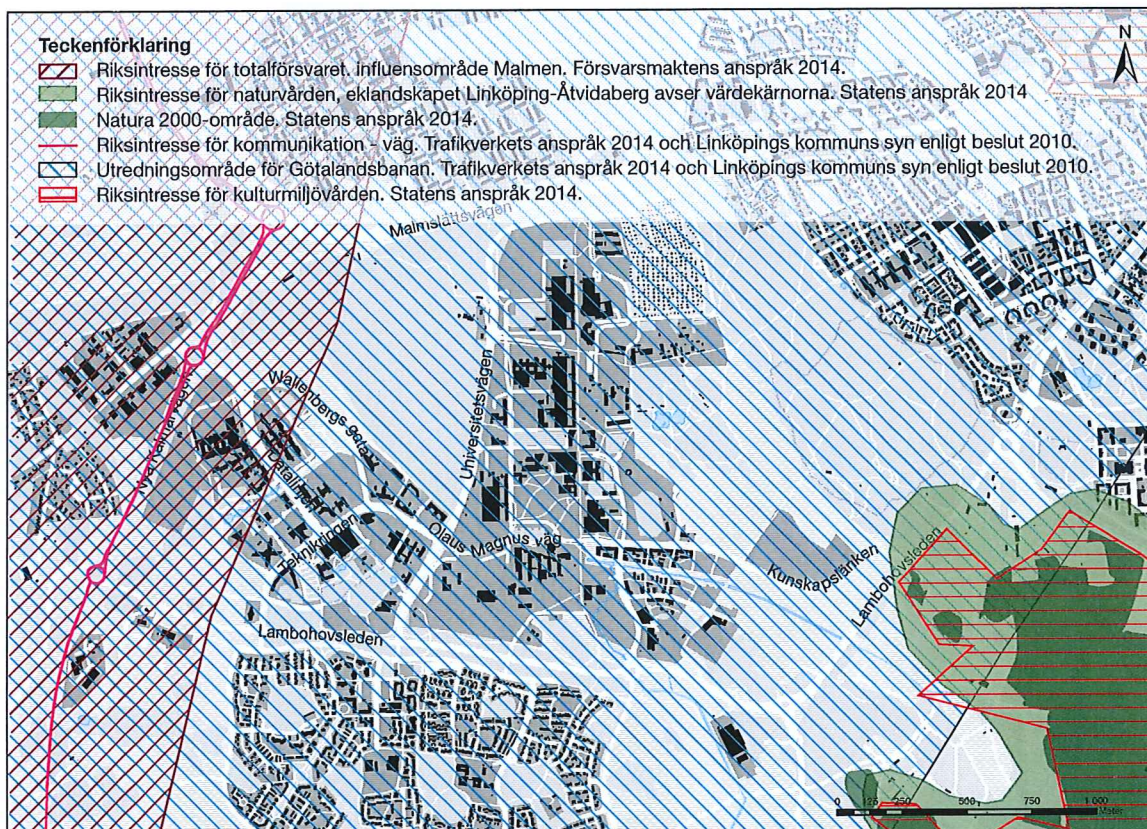 Teckenförklaring
Riksintresse för totalförsvaret. influensområde Malmen. Försvarsmaktens anspråk 2014.
Riksintresse för naturvården, eklandskapet Linköping-Åtvidaberg avser värdekärnorna. Statens anspråk 2014
Natura 2000-område. Statens anspråk 2014.
Riksintresse för kommunikation - väg. Trafikverkets anspråk 2014 och Linköpings kommuns syn enligt beslut 2010.
Utredningsområde för Götalandsbanan. Trafikverkets anspråk 2014 och Linköpings kommuns syn enligt beslut 2010.
Riksintresse för kulturmiljövården. Statens anspråk 2014.
N
Malmslättsvägen
Universitetsvägen
Wallenbergs gata
Nya Kalmarvägen
Datalinjen
Teknikringen
Olaus Magnus väg
Kunskapslänken
Lambohovsleden
Lambohovsleden
0 125 250 500 750 1 000
Meter